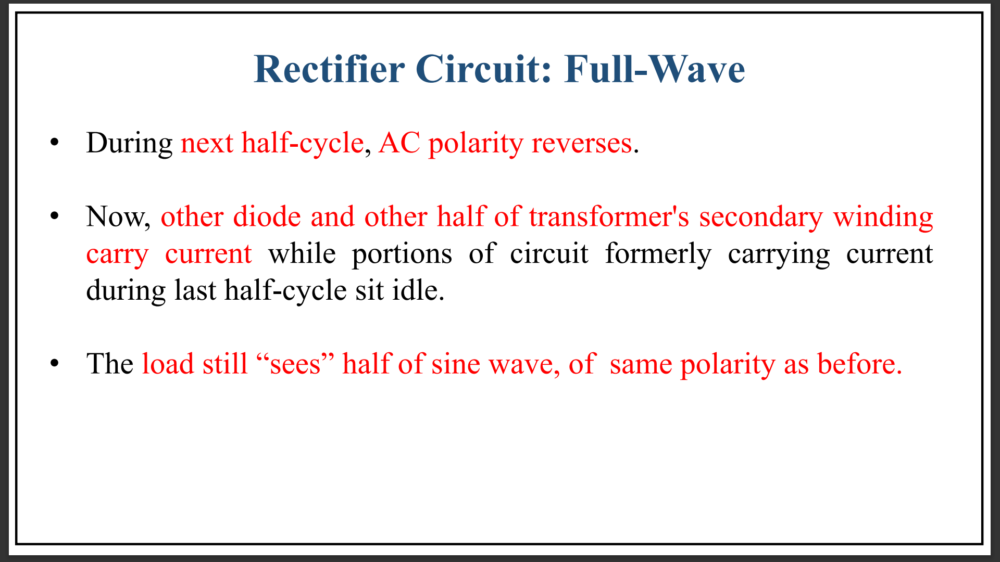 Rectifier Circuit: Full-Wave
• During next half-cycle, AC polarity reverses.
• Now, other diode and other half of transformer's secondary winding
carry current while portions of circuit formerly carrying current
during last half-cycle sit idle.
• The load still “sees” half of sine wave, of  same polarity as before.